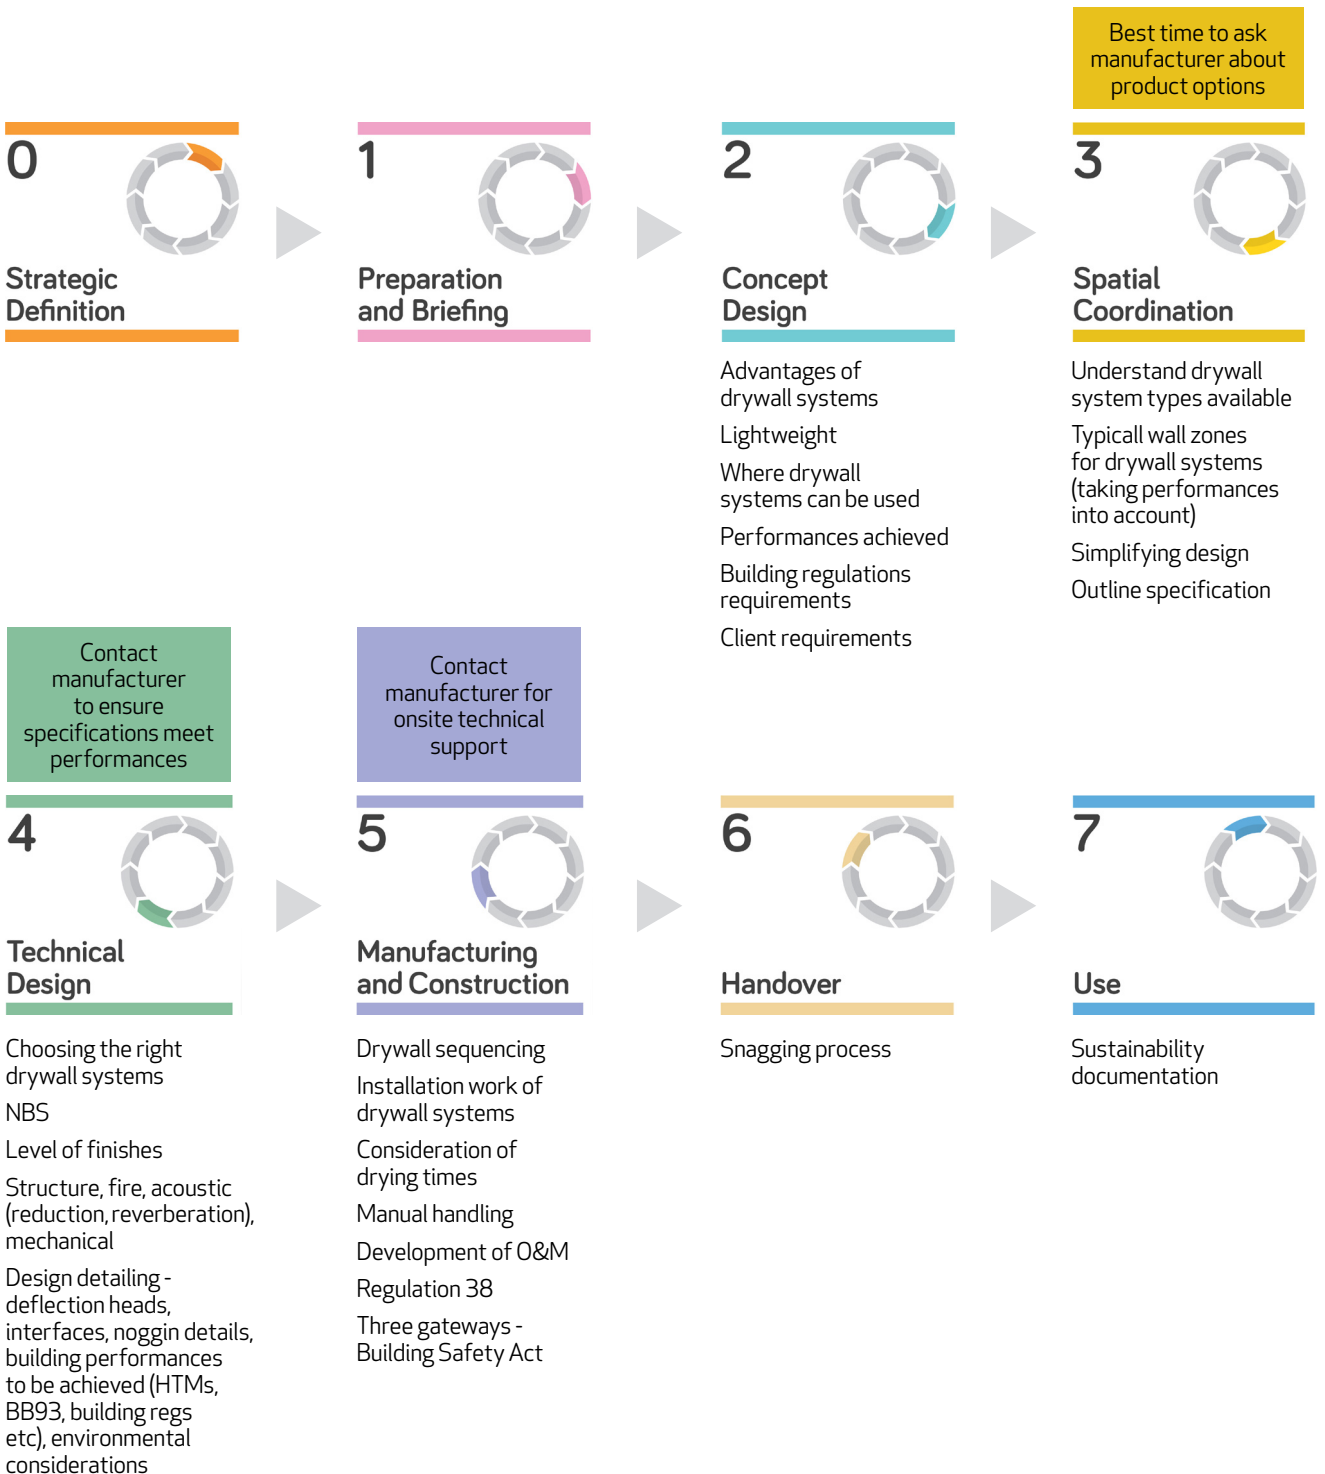 0
Strategic
Definition
1
Preparation
and Briefing
2
Concept
Design
Advantages of
drywall systems
Lightweight
Where drywall
systems can be used
Performances achieved
Building regulations
requirements
Client requirements
Best time to ask
manufacturer about
product options
3
Spatial
Coordination
Understand drywall
system types available
Typicall wall zones
for drywall systems
(taking performances
into account)
Simplifying design
Outline specification
Contact
manufacturer
to ensure
specifications meet
performances
4
Technical
Design
Choosing the right
drywall systems
NBS
Level of finishes
Structure, fire, acoustic
(reduction, reverberation),
mechanical
Design detailing -
deflection heads,
interfaces, noggin details,
building performances
to be achieved (HTMs,
BB93, building regs
etc), environmental
considerations
Contact
manufacturer for
onsite technical
support
5
Manufacturing
and Construction
Drywall sequencing
Installation work of
drywall systems
Consideration of
drying times
Manual handling
Development of O&M
Regulation 38
Three gateways -
Building Safety Act
6
Handover
Snagging process
7
Use
Sustainability
documentation